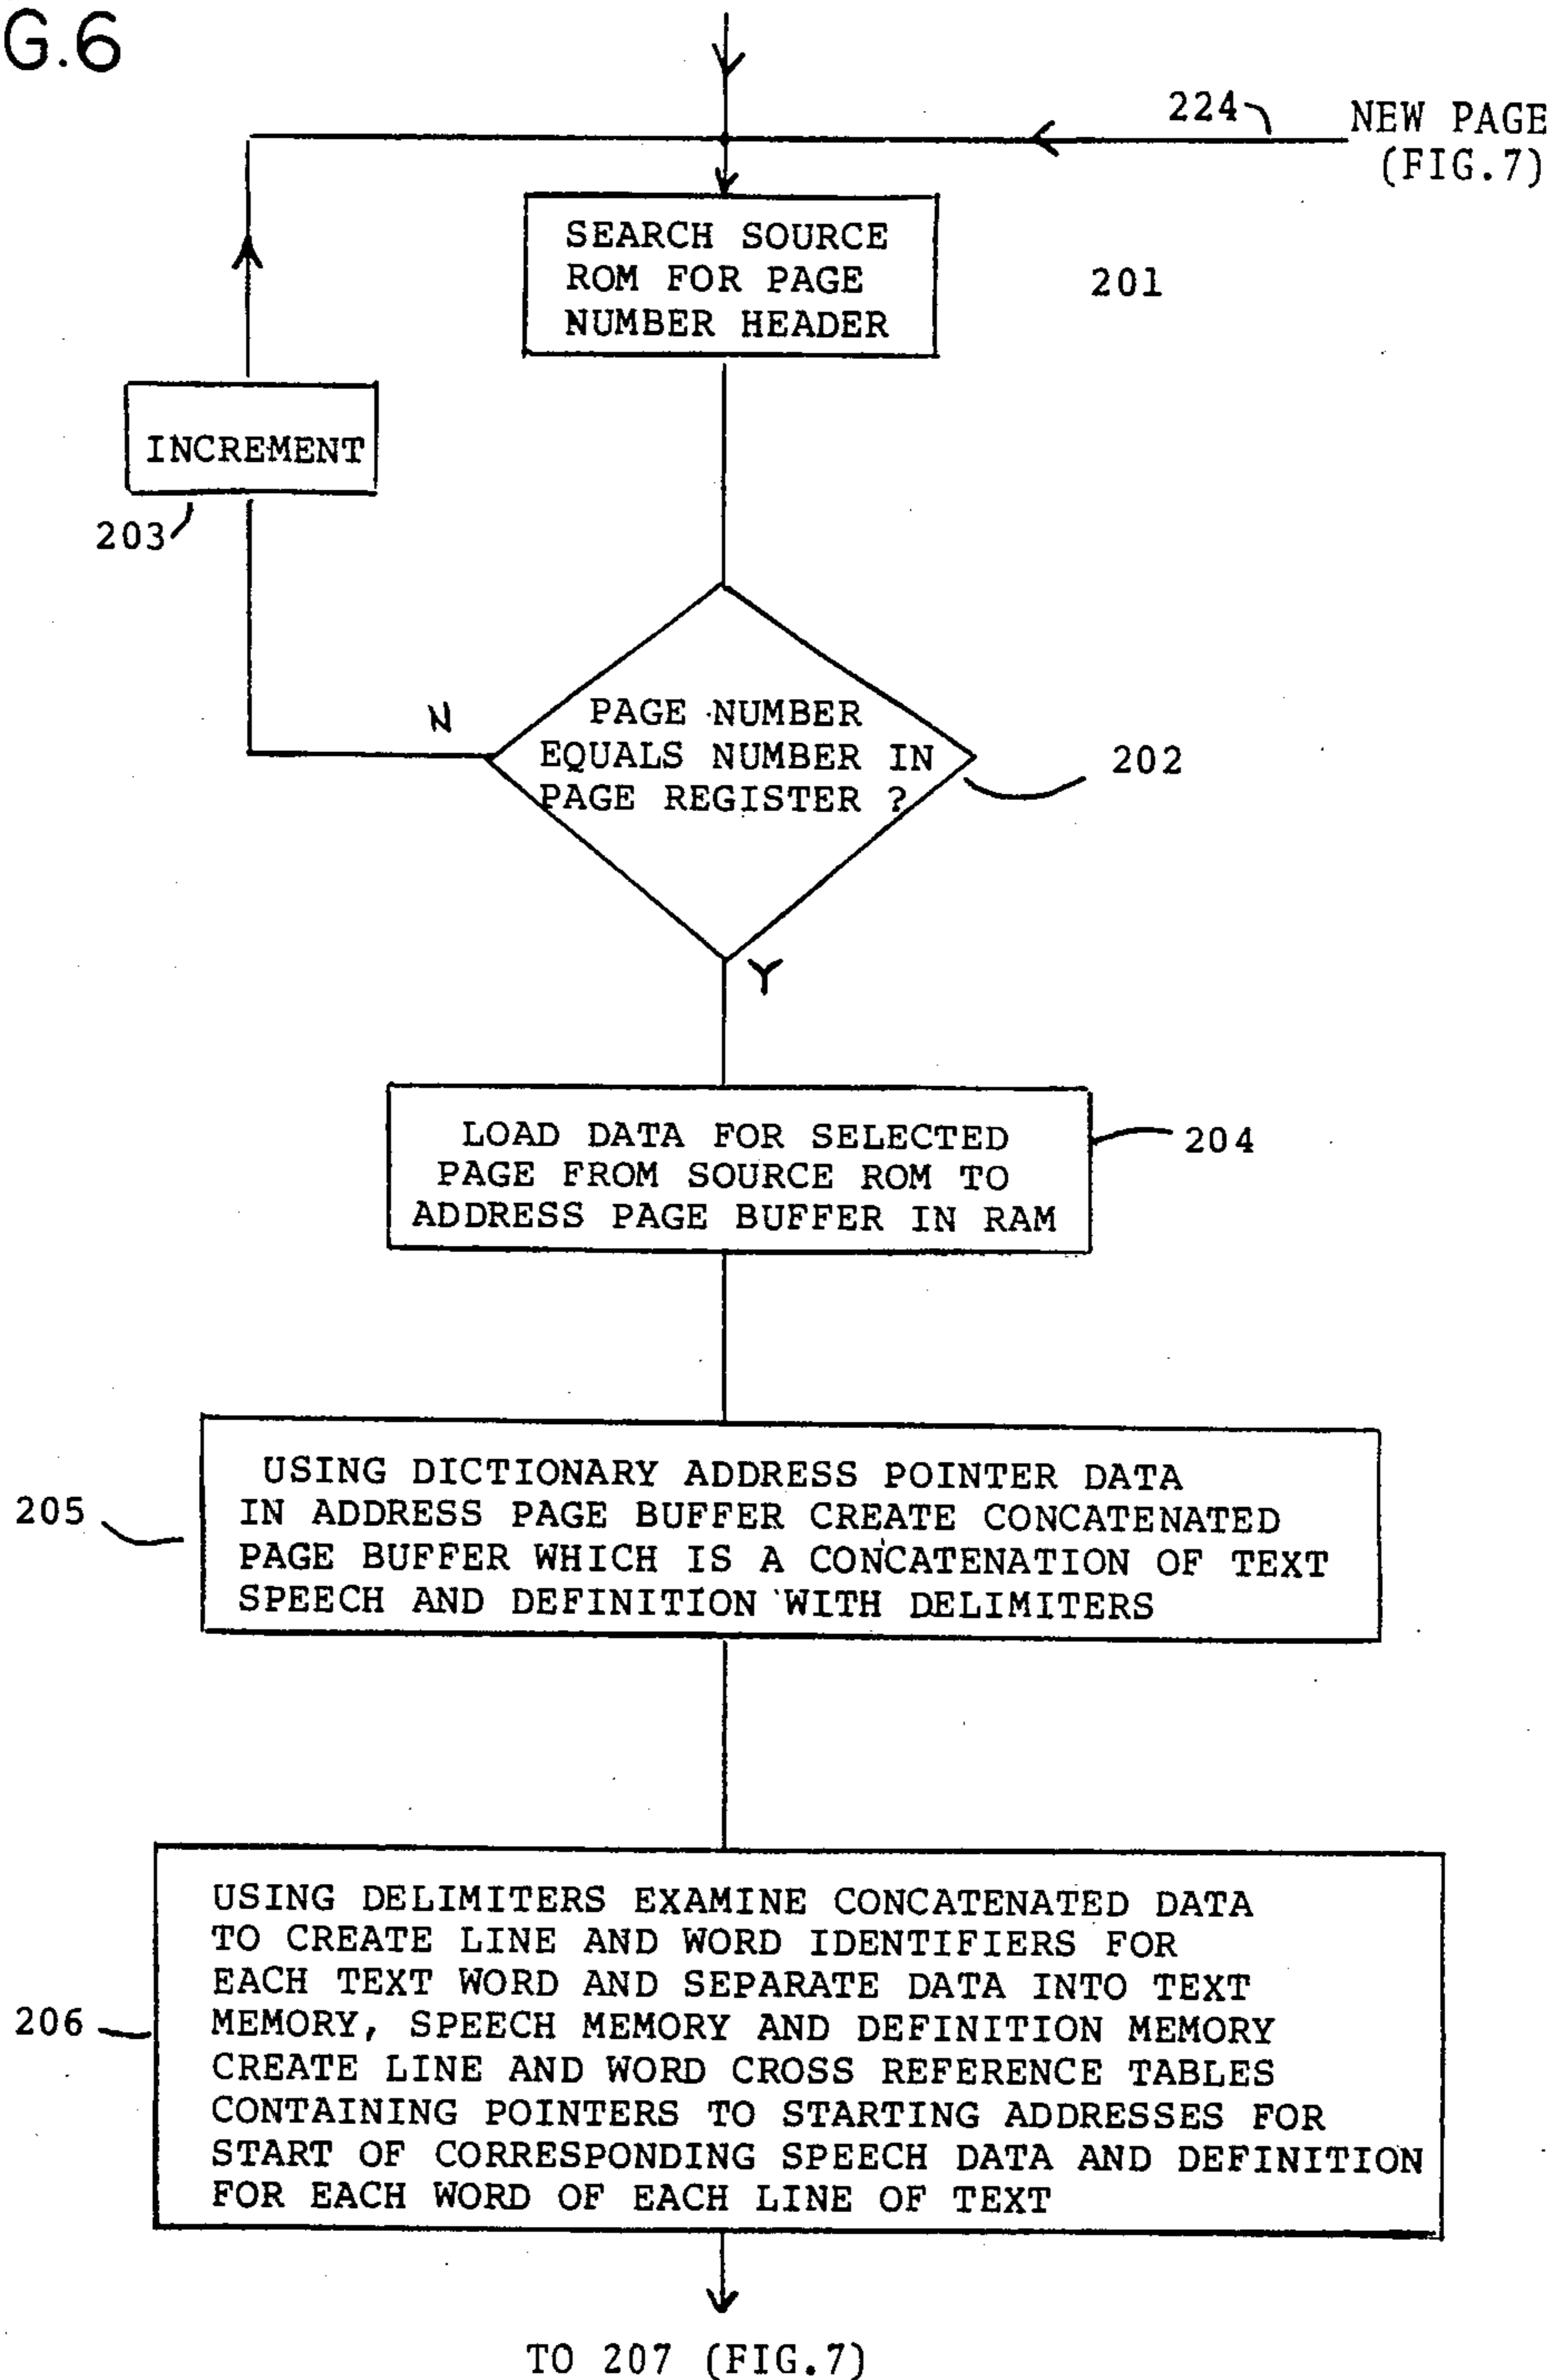 G.6
224
NEW PAGE
(FIG.7)
SEARCH SOURCE
ROM FOR PAGE
NUMBER HEADER
201
INCREMENT
203
N
PAGE NUMBER
EQUALS NUMBER IN
PAGE REGISTER ?
202
Y
LOAD DATA FOR SELECTED
PAGE FROM SOURCE ROM TO
ADDRESS PAGE BUFFER IN RAM
204
USING DICTIONARY ADDRESS POINTER DATA
IN ADDRESS PAGE BUFFER CREATE CONCATENATED
PAGE BUFFER WHICH IS A CONCATENATION OF TEXT
SPEECH AND DEFINITION WITH DELIMITERS
205
USING DELIMITERS EXAMINE CONCATENATED DATA
TO CREATE LINE AND WORD IDENTIFIERS FOR
EACH TEXT WORD AND SEPARATE DATA INTO TEXT
MEMORY, SPEECH MEMORY AND DEFINITION MEMORY
CREATE LINE AND WORD CROSS REFERENCE TABLES
CONTAINING POINTERS TO STARTING ADDRESSES FOR
START OF CORRESPONDING SPEECH DATA AND DEFINITION
FOR EACH WORD OF EACH LINE OF TEXT
206
TO 207 (FIG.7)